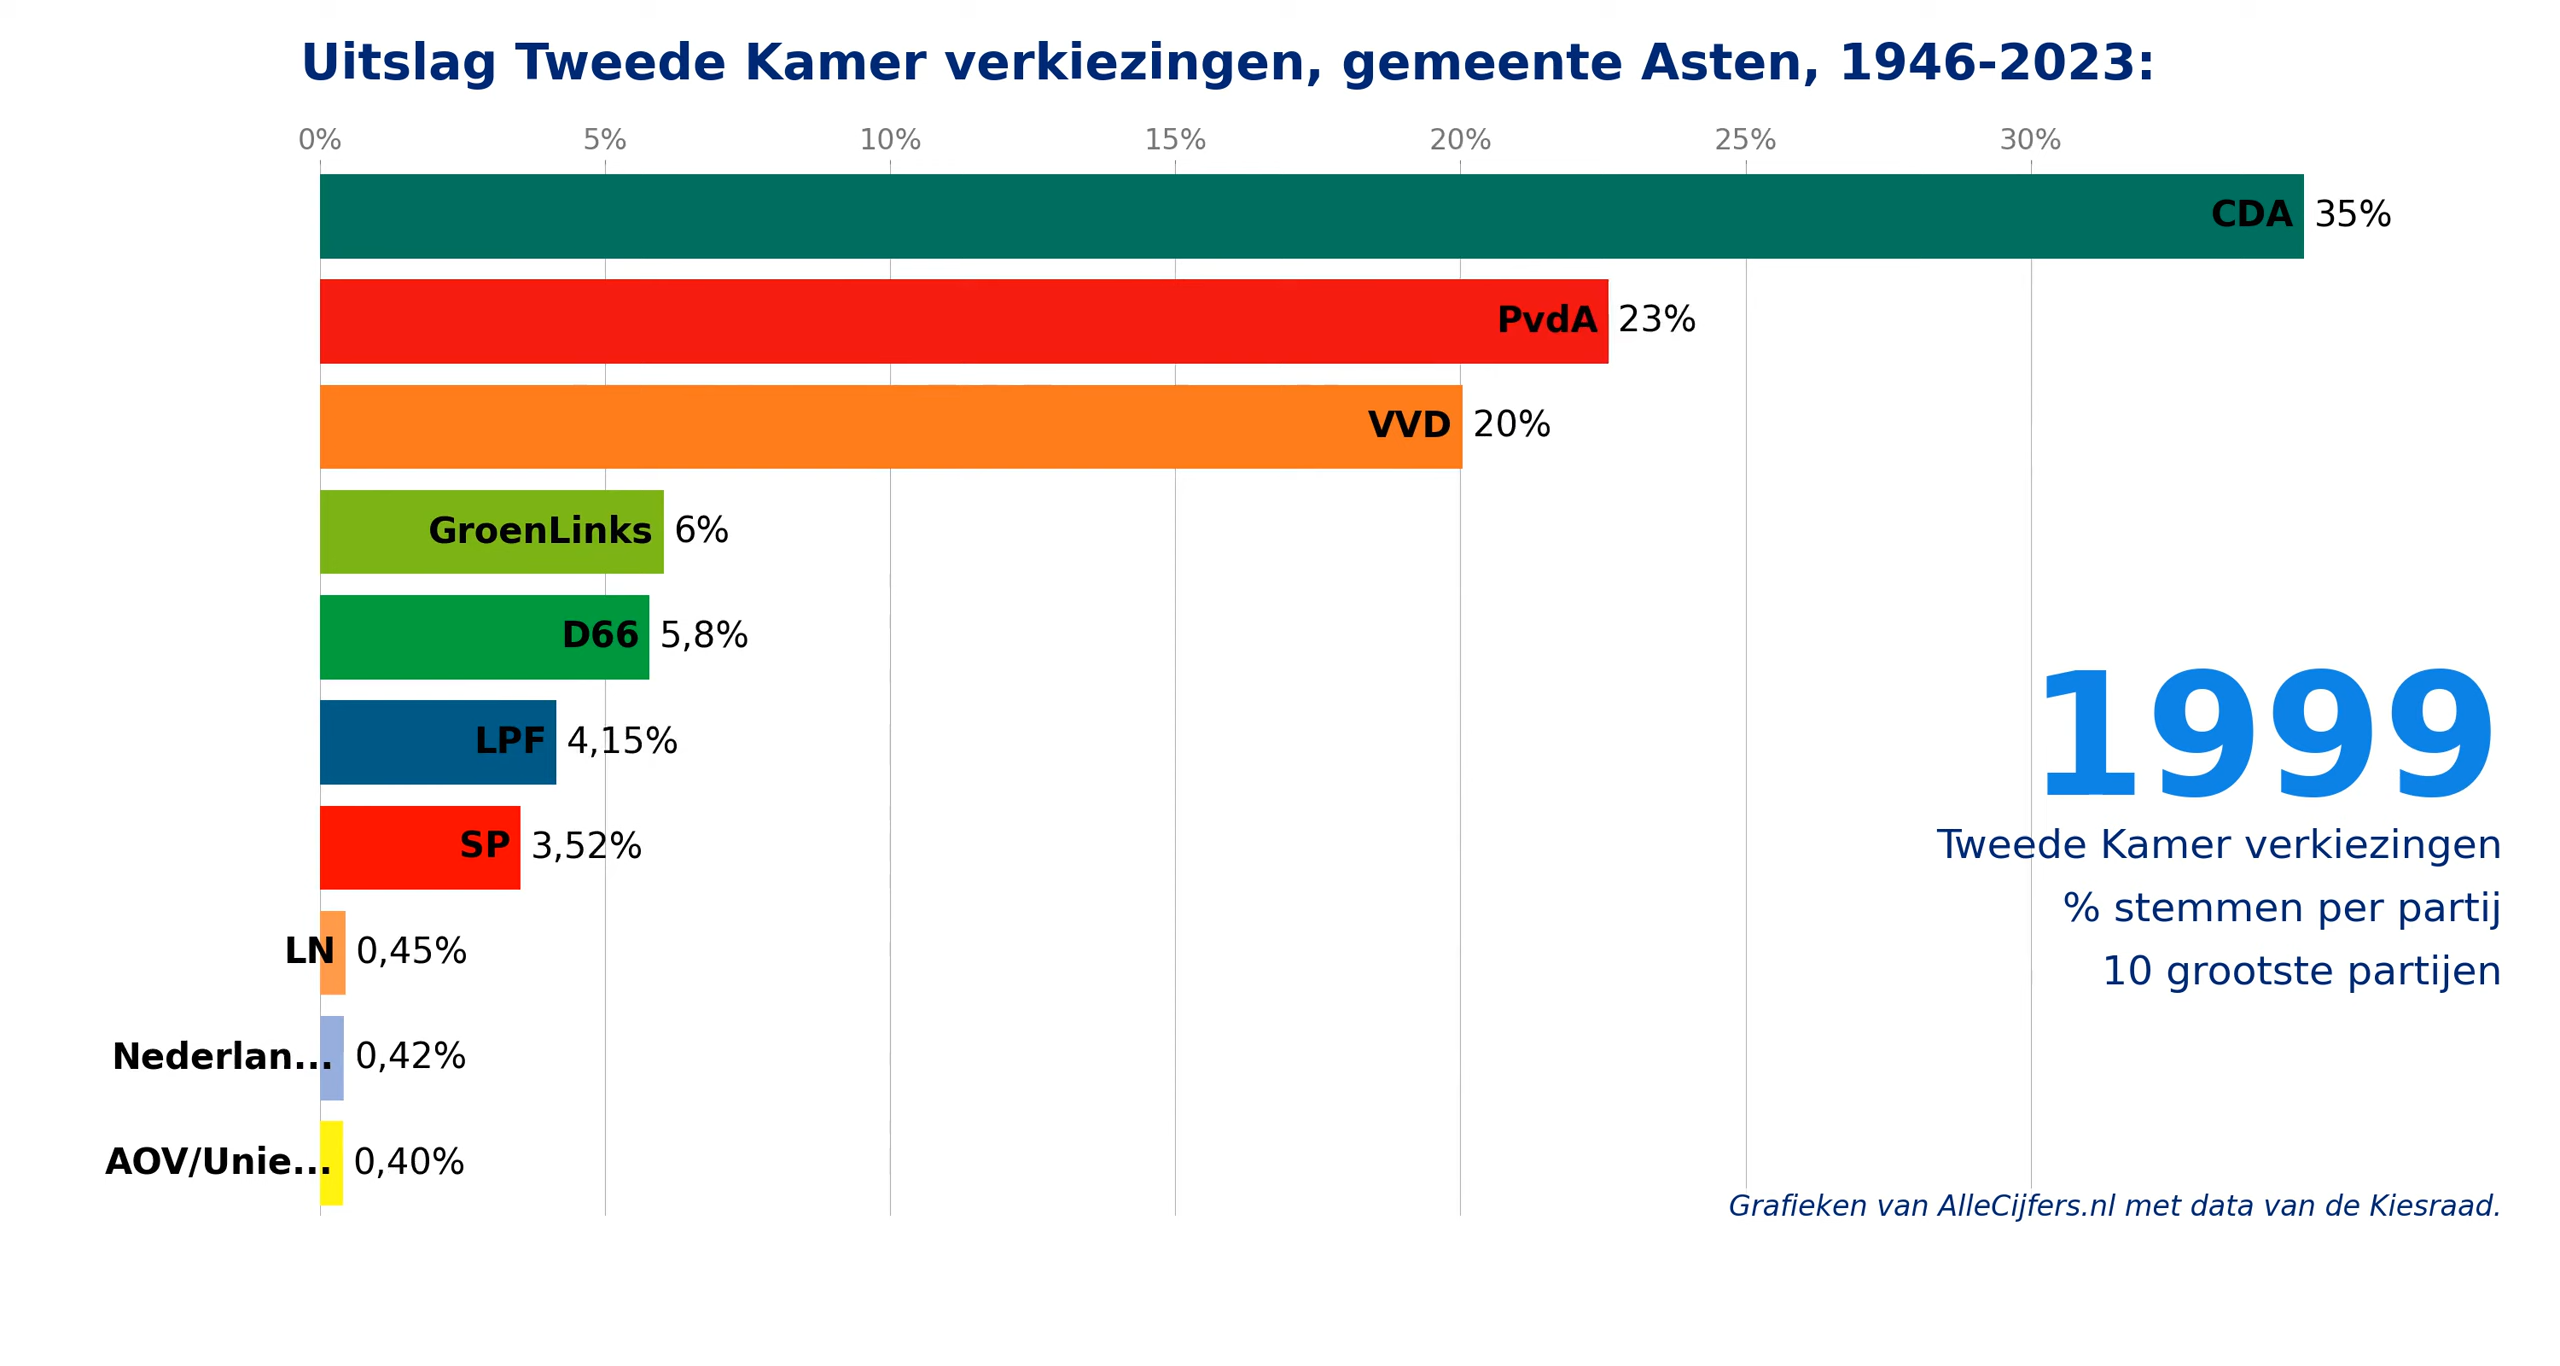 Uitslag Tweede Kamer verkiezingen, gemeente Asten, 1946-2023:
0% 5% 10% 15% 20% 25% 30%
CDA 35%
PvdA 23%
VVD 20%
GroenLinks 6%
D66 5,8%
LPF 4,15%
SP 3,52%
LN 0,45%
Nederlan... 0,42%
AOV/Unie... 0,40%
1999
Tweede Kamer verkiezingen
% stemmen per partij
10 grootste partijen
Grafieken van AlleCijfers.nl met data van de Kiesraad.